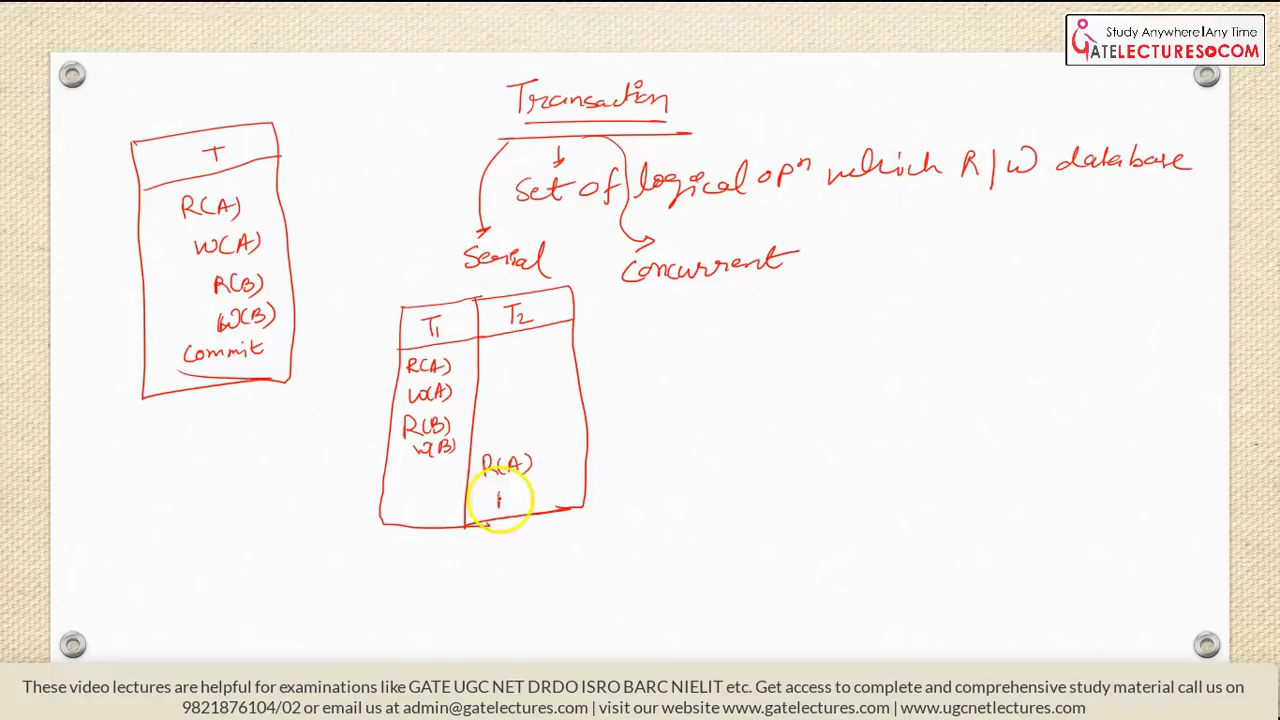 Study Anywhere|Any Time
GATELECTURES.COM
Transaction
Set of logical opn which R/W database
Serial
Concurrent
T
R(A)
W(A)
R(B)
W(B)
Commit
T1 T2
R(A)
W(A)
R(B)
W(B)
R(A)
These video lectures are helpful for examinations like GATE UGC NET DRDO ISRO BARC NIELIT etc. Get access to complete and comprehensive study material call us on
9821876104/02 or email us at admin@gatelectures.com | visit our website www.gatelectures.com | www.ugcnetlectures.com